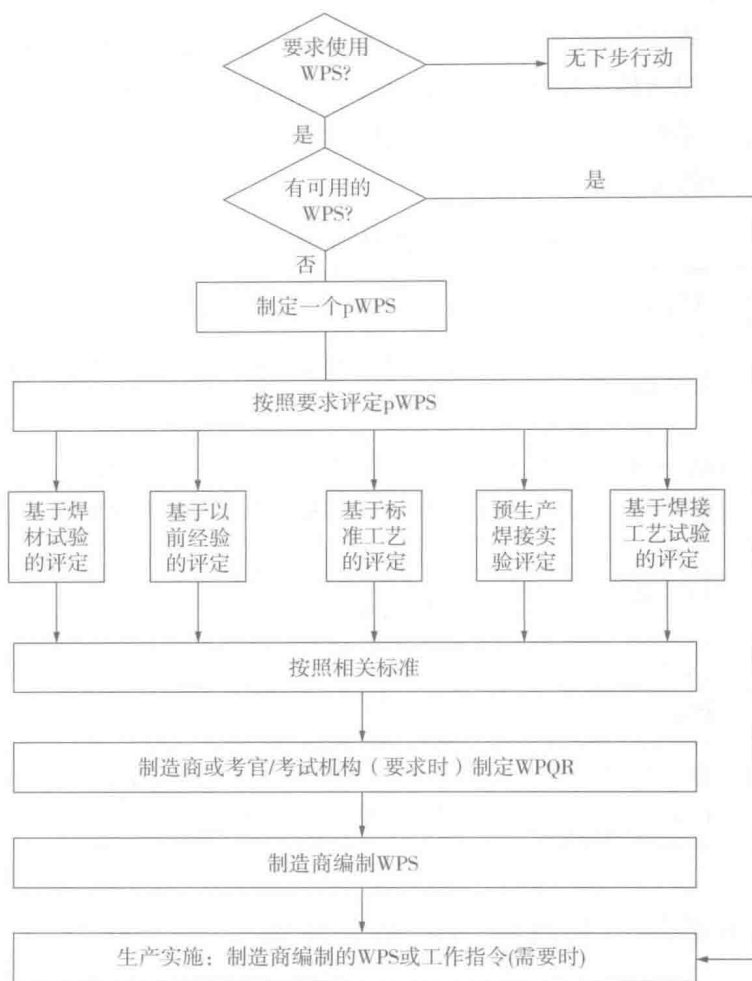 要求使用
WPS?
无下步行动
是
有可用的
WPS?
是
否
制定一个pWPS
按照要求评定pWPS
基于焊
材试验
的评定
基于以
前经验
的评定
基于标
准工艺
的评定
预生产
焊接实
验评定
基于焊接
工艺试验
的评定
按照相关标准
制造商或考官/考试机构（要求时）制定WPQR
制造商编制WPS
生产实施：制造商编制的WPS或工作指令(需要时)